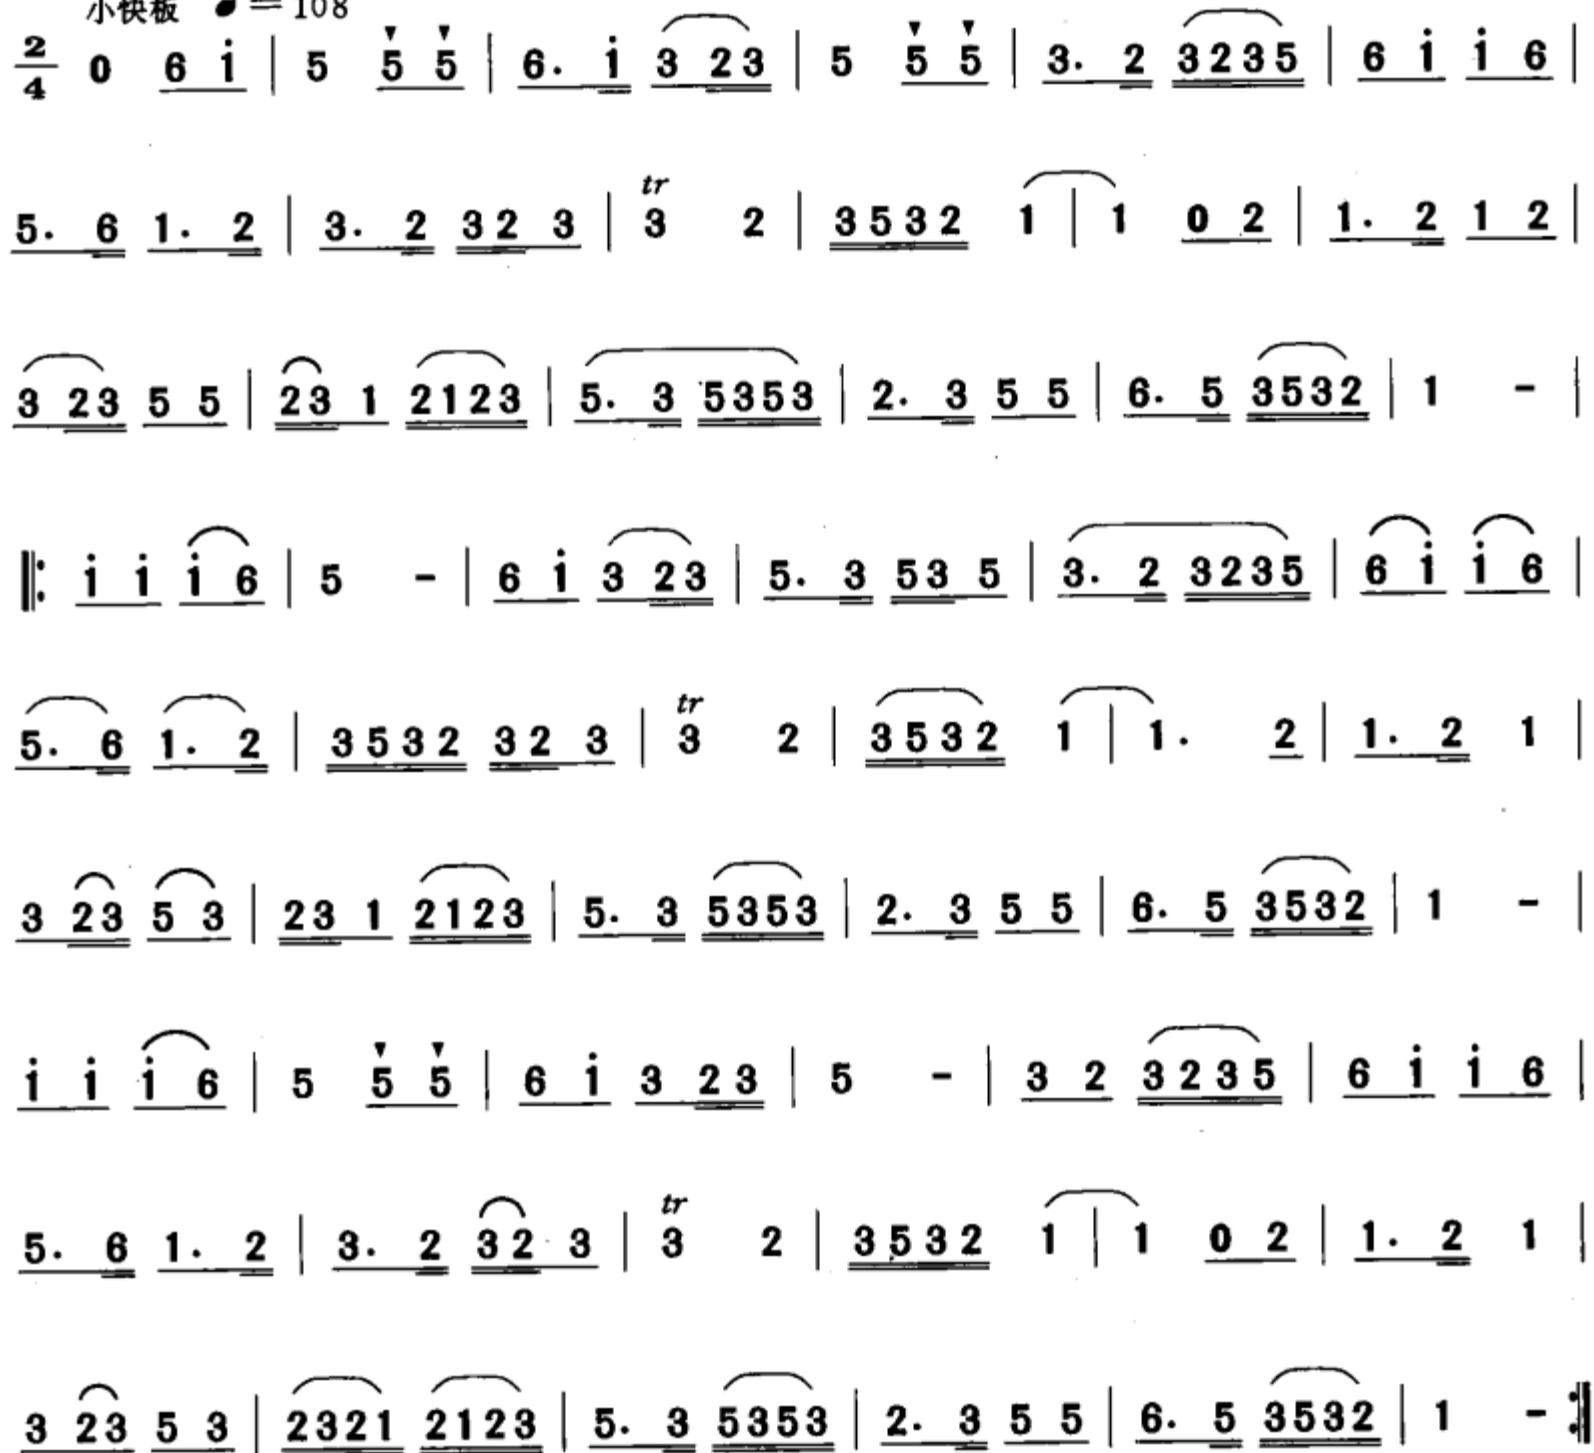 小快板 ♩= 108
2/4 0 6 i̇ | 5 5 5 | 6. i̇ 3 23 | 5 5 5 | 3. 2 3235 | 6 i̇ i̇ 6 |
5. 6 1. 2 | 3. 2 32 3 | tr 3 2 | 3532 1 | 1 0 2 | 1. 2 1 2 |
3 23 5 5 | 23 1 2123 | 5. 3 5353 | 2. 3 5 5 | 6. 5 3532 | 1 - |
‖: i̇ i̇ i̇ 6 | 5 - | 6 i̇ 3 23 | 5. 3 53 5 | 3. 2 3235 | 6 i̇ i̇ 6 |
5. 6 1. 2 | 3532 32 3 | tr 3 2 | 3532 1 | 1. 2 | 1. 2 1 |
3 23 5 3 | 23 1 2123 | 5. 3 5353 | 2. 3 5 5 | 6. 5 3532 | 1 - |
i̇ i̇ i̇ 6 | 5 5 5 | 6 i̇ 3 23 | 5 - | 3 2 3235 | 6 i̇ i̇ 6 |
5. 6 1. 2 | 3. 2 32 3 | tr 3 2 | 3532 1 | 1 0 2 | 1. 2 1 |
3 23 5 3 | 2321 2123 | 5. 3 5353 | 2. 3 5 5 | 6. 5 3532 | 1 - :‖